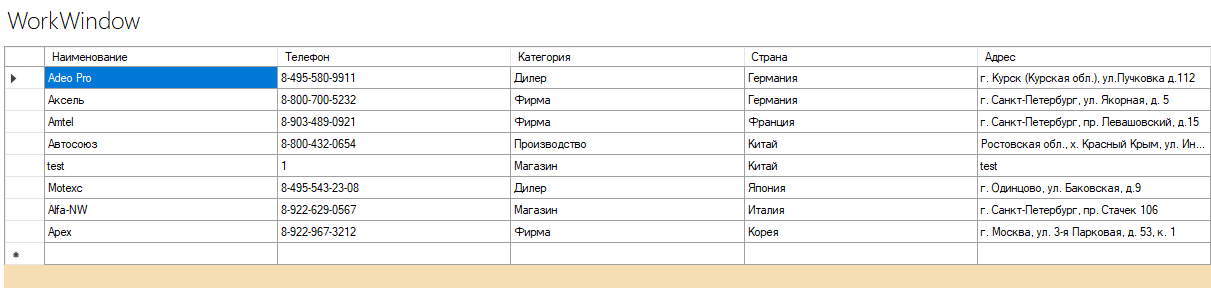 WorkWindow
Наименование Телефон Категория Страна Адрес
Adeo Pro 8-495-580-9911 Дилер Германия г. Курск (Курская обл.), ул.Пучковка д.112
Аксель 8-800-700-5232 Фирма Германия г. Санкт-Петербург, ул. Якорная, д. 5
Amtel 8-903-489-0921 Фирма Франция г. Санкт-Петербург, пр. Левашовский, д.15
Автосоюз 8-800-432-0654 Производство Китай Ростовская обл., х. Красный Крым, ул. Ин...
test 1 Магазин Китай test
Мотехс 8-495-543-23-08 Дилер Япония г. Одинцово, ул. Баковская, д.9
Alfa-NW 8-922-629-0567 Магазин Италия г. Санкт-Петербург, пр. Стачек 106
Apex 8-922-967-3212 Фирма Корея г. Москва, ул. 3-я Парковая, д. 53, к. 1